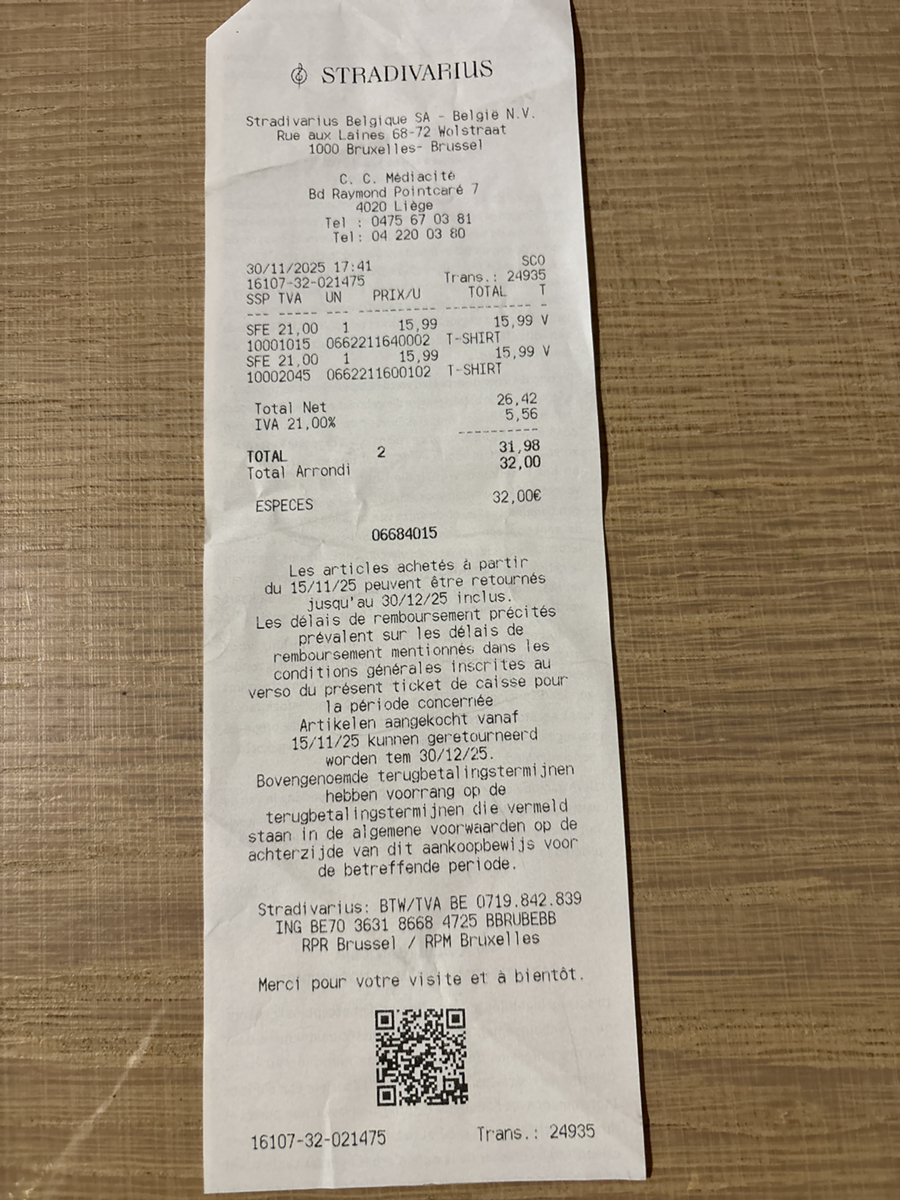 STRADIVARIUS
Stradivarius Belgique SA - België N.V.
Rue aux Laines 68-72 Wolstraat
1000 Bruxelles- Brussel
C. C. Médiacité
Bd Raymond Pointcaré 7
4020 Liège
Tel : 0475 67 03 81
Tel: 04 220 03 80
30/11/2025 17:41 SCO
16107-32-021475 Trans.: 24935
SSP TVA UN PRIX/U TOTAL T
--- ----- --- --------- ---------- -
SFE 21,00 1 15,99 15,99 V
10001015 0662211640002 T-SHIRT
SFE 21,00 1 15,99 15,99 V
10002045 0662211600102 T-SHIRT
Total Net 26,42
IVA 21,00% 5,56
----------
TOTAL 2 31,98
Total Arrondi 32,00
ESPECES 32,00€
06684015
Les articles achetés à partir
du 15/11/25 peuvent être retournés
jusqu'au 30/12/25 inclus.
Les délais de remboursement précités
prévalent sur les délais de
remboursement mentionnés dans les
conditions générales inscrites au
verso du présent ticket de caisse pour
la période concernée
Artikelen aangekocht vanaf
15/11/25 kunnen geretourneerd
worden tem 30/12/25.
Bovengenoemde terugbetalingstermijnen
hebben voorrang op de
terugbetalingstermijnen die vermeld
staan in de algemene voorwaarden op de
achterzijde van dit aankoopbewijs voor
de betreffende periode.
Stradivarius: BTW/TVA BE 0719.842.839
ING BE70 3631 8668 4725 BBRUBEBB
RPR Brussel / RPM Bruxelles
Merci pour votre visite et à bientôt.
16107-32-021475 Trans.: 24935